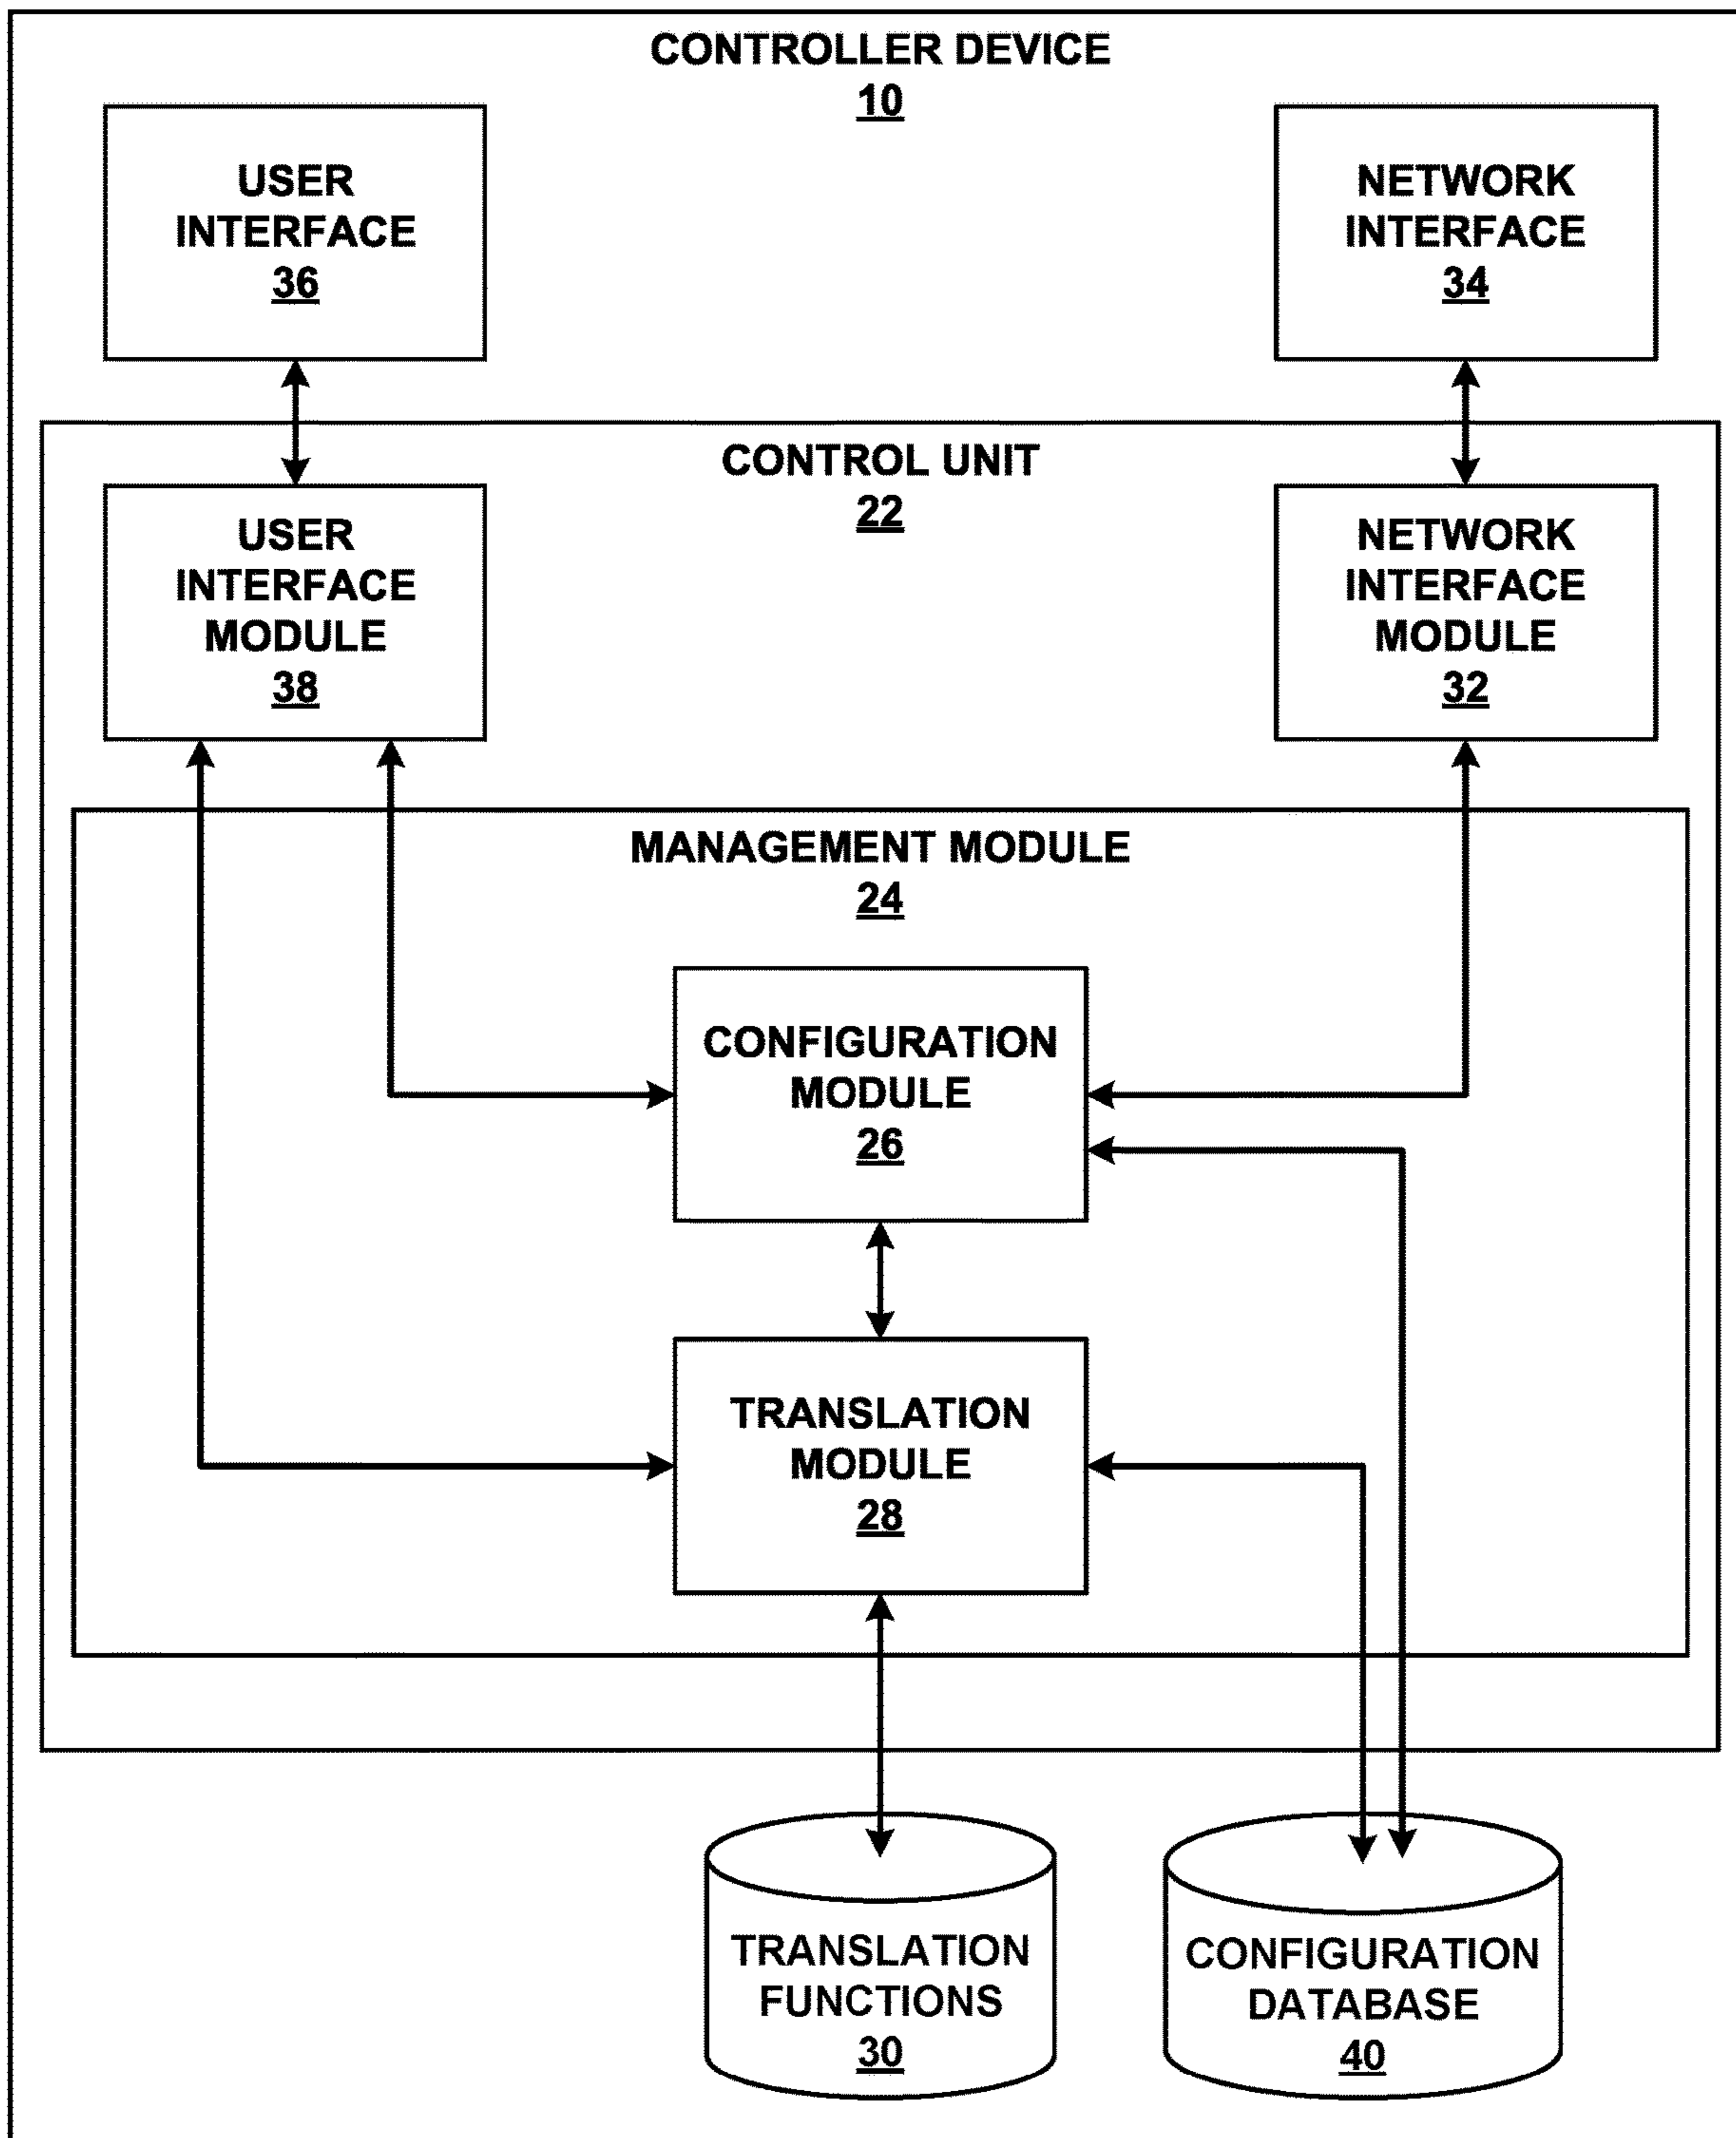 CONTROLLER DEVICE
10
USER
INTERFACE
36
NETWORK
INTERFACE
34
CONTROL UNIT
22
USER
INTERFACE
MODULE
38
NETWORK
INTERFACE
MODULE
32
MANAGEMENT MODULE
24
CONFIGURATION
MODULE
26
TRANSLATION
MODULE
28
TRANSLATION
FUNCTIONS
30
CONFIGURATION
DATABASE
40